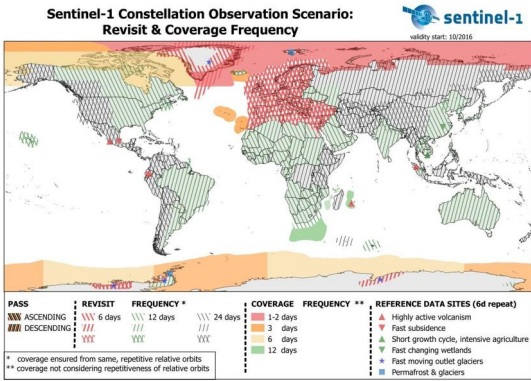 Sentinel-1 Constellation Observation Scenario:
Revisit & Coverage Frequency
sentinel-1
validity start: 10/2016
PASS
ASCENDING
DESCENDING
REVISIT FREQUENCY *
6 days 12 days 24 days
COVERAGE FREQUENCY **
1-2 days
3 days
6 days
12 days
REFERENCE DATA SITES (6d repeat)
Highly active volcanism
Fast subsidence
Short growth cycle, intensive agriculture
Fast changing wetlands
Fast moving outlet glaciers
Permafrost & glaciers
* coverage ensured from same, repetitive relative orbits
** coverage not considering repetitiveness of relative orbits